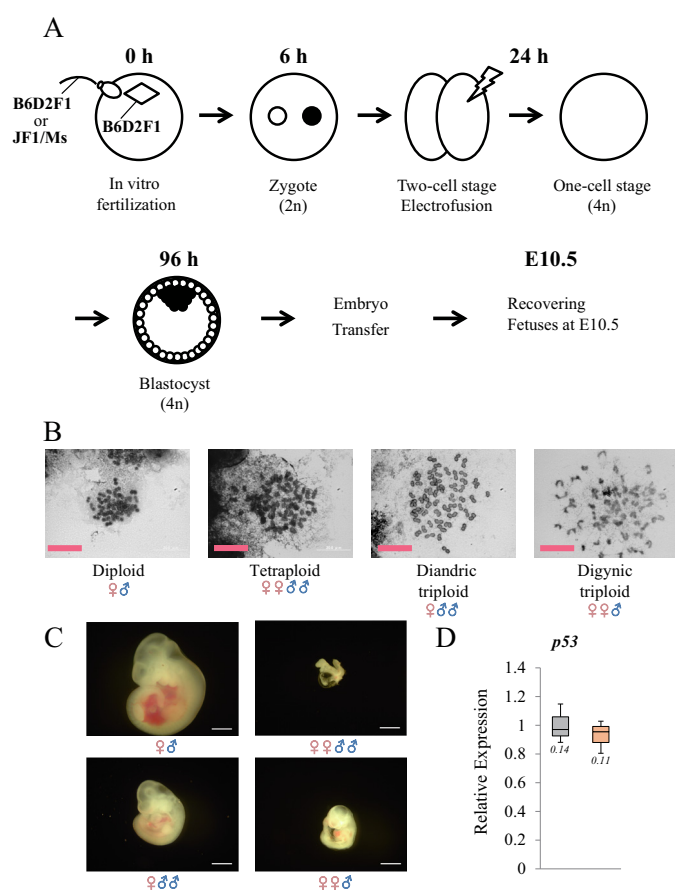 A
0 h
6 h
24 h
B6D2F1
or
JF1/Ms
B6D2F1
In vitro
fertilization
Zygote
(2n)
Two-cell stage
Electrofusion
One-cell stage
(4n)
96 h
E10.5
Embryo
Transfer
Recovering
Fetuses at E10.5
Blastocyst
(4n)
B
Diploid
♀♂
Tetraploid
♀♀♂♂
Diandric
triploid
♀♂♂
Digynic
triploid
♀♀♂
C
♀♂
♀♀♂♂
♀♂♂
♀♀♂
D
p53
Relative Expression
1.4
1.2
1
0.8
0.6
0.4
0.2
0
0.14
0.11